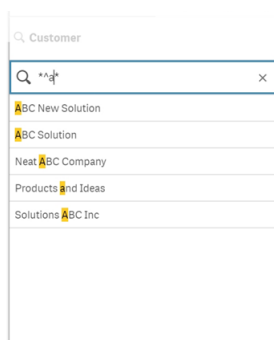 Customer
*^a*
ABC New Solution
ABC Solution
Neat ABC Company
Products and Ideas
Solutions ABC Inc